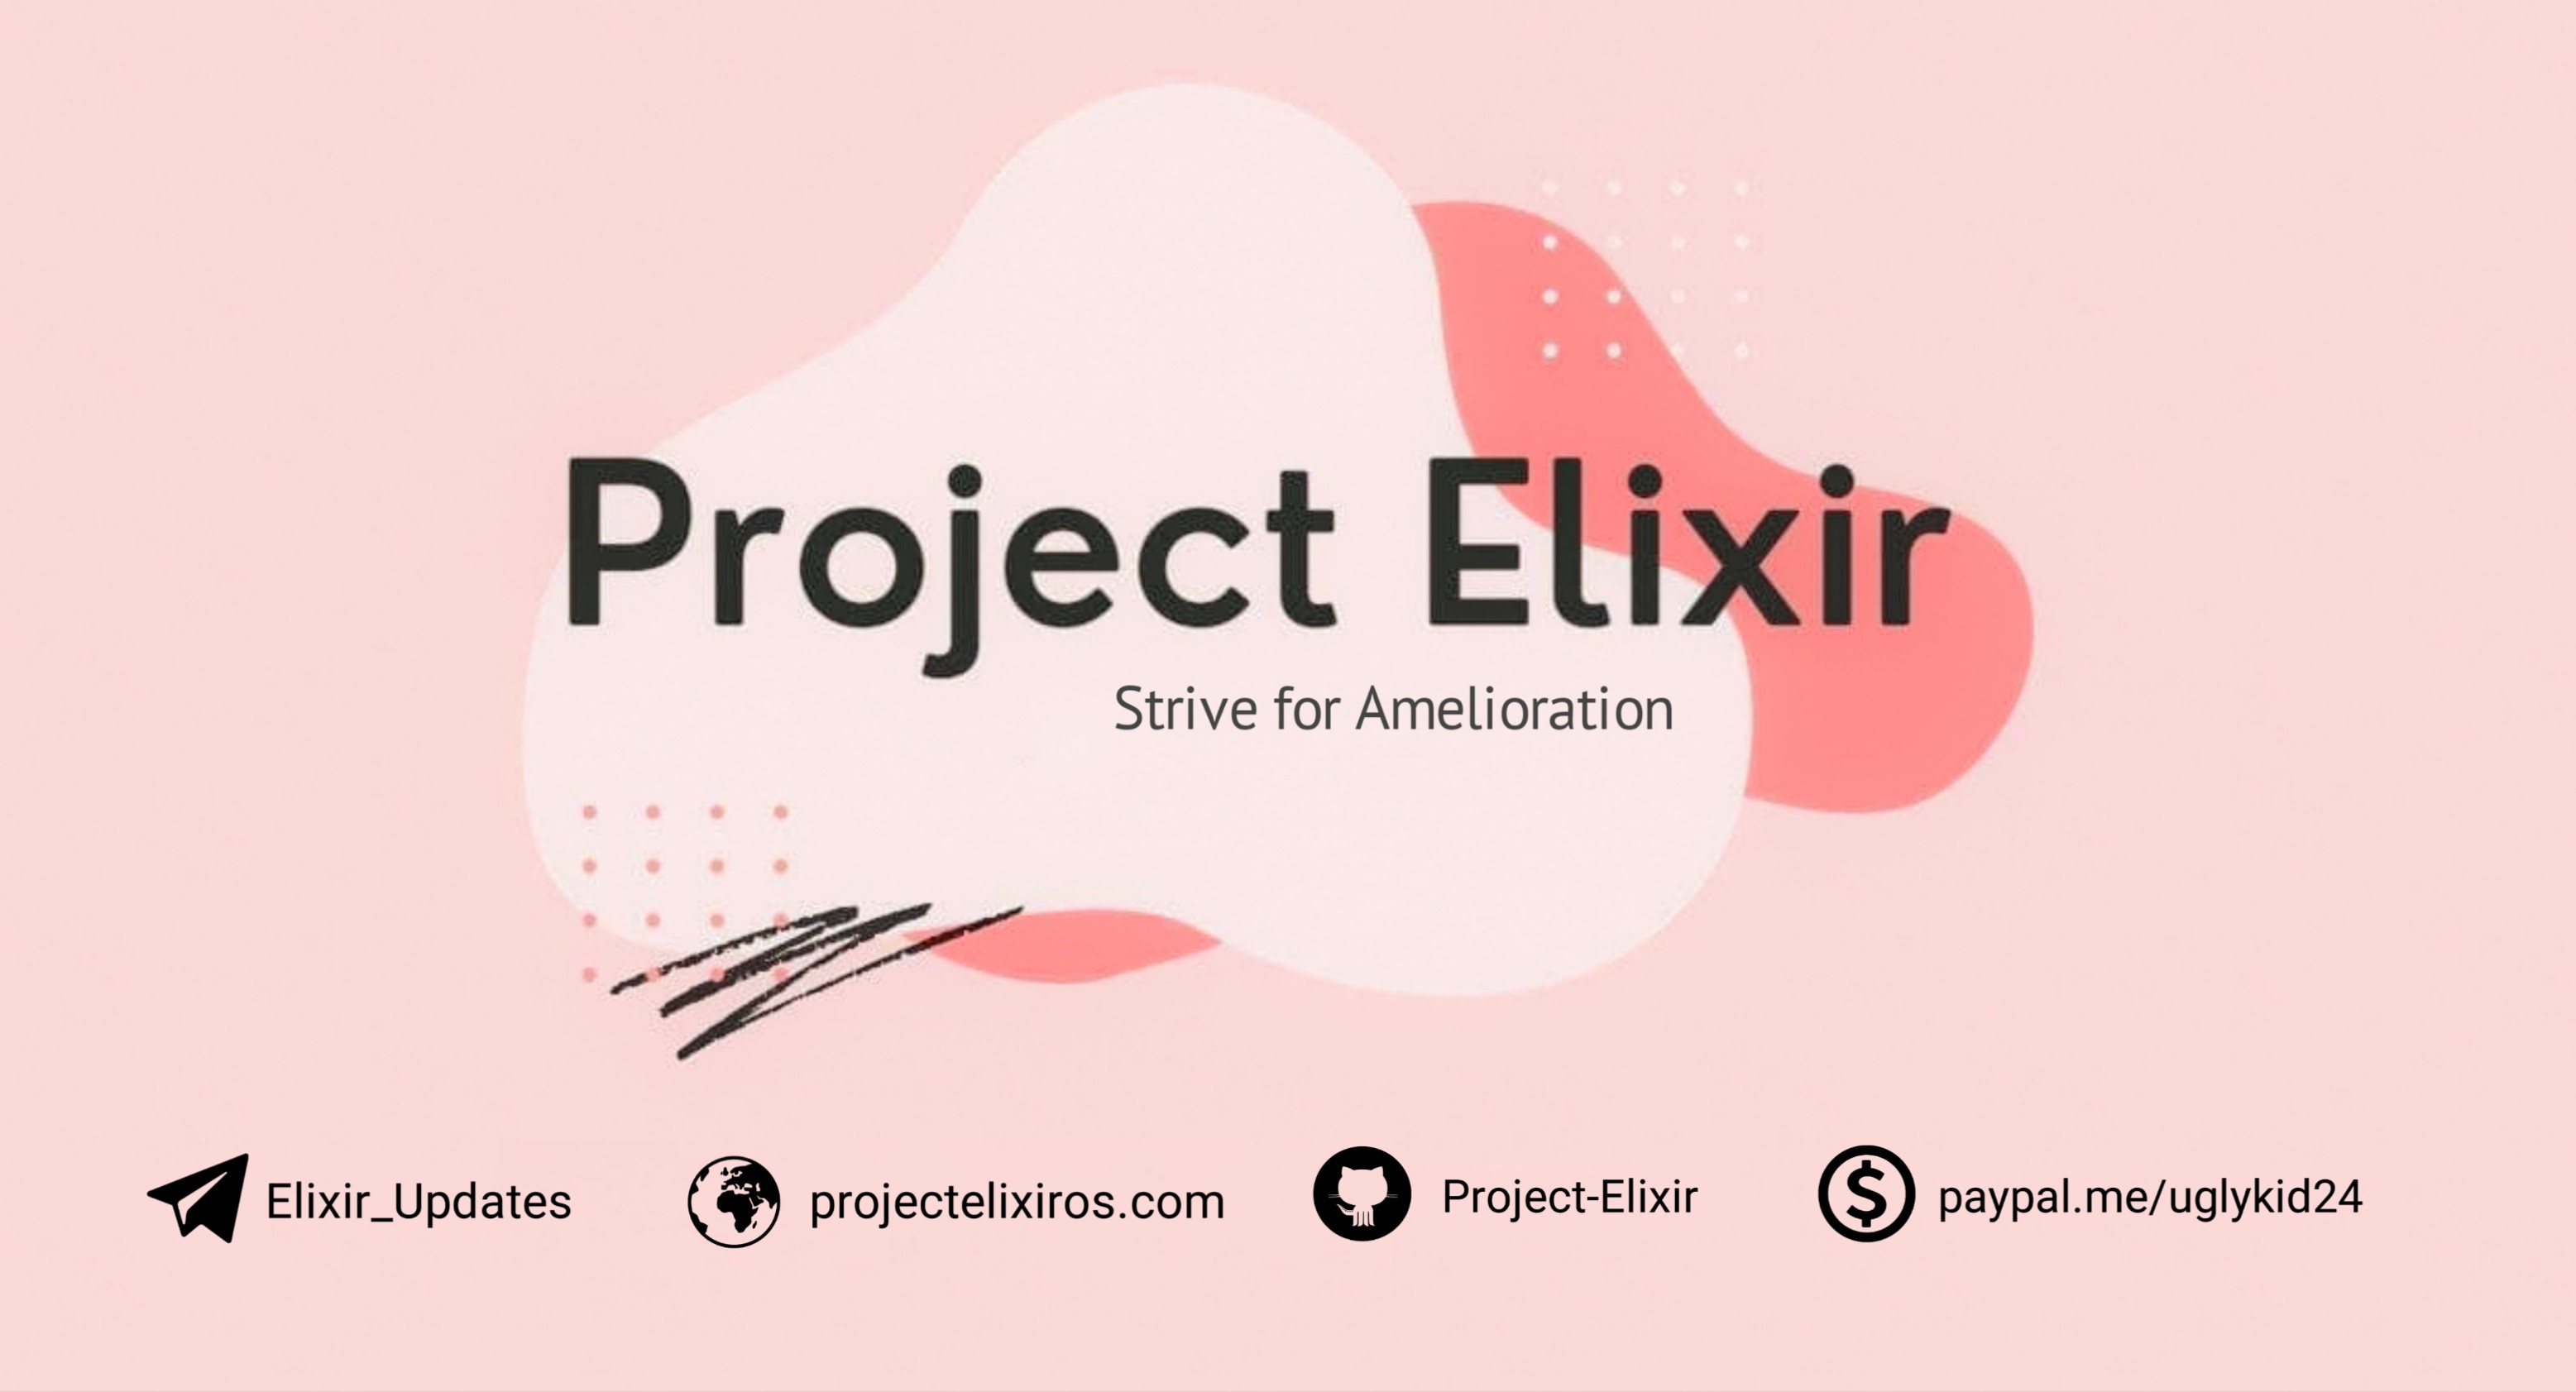 Project Elixir
Strive for Amelioration
Elixir_Updates
projectelixiros.com
Project-Elixir
paypal.me/uglykid24